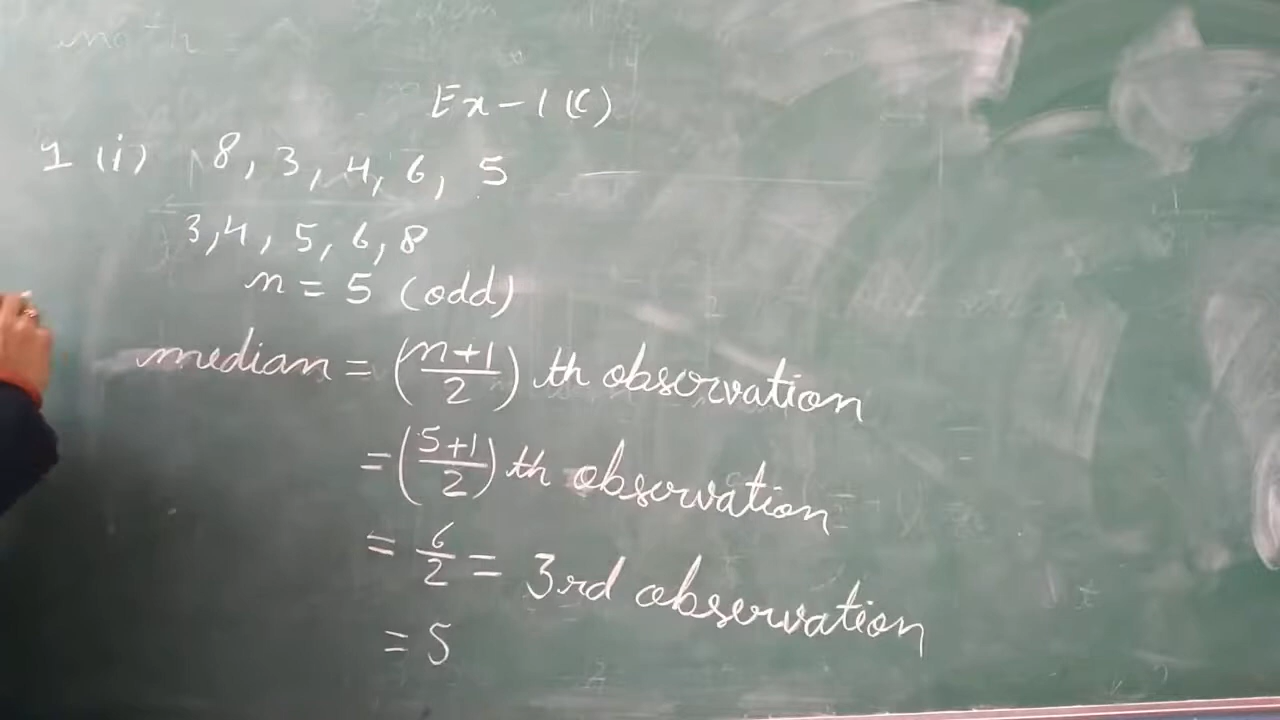 Ex-1(C)
1 (i) 8, 3, 4, 6, 5
3,4, 5, 6, 8
n = 5 (odd)
median = (n+1/2) th observation
= (5+1/2) th observation
= 6/2 = 3rd observation
= 5